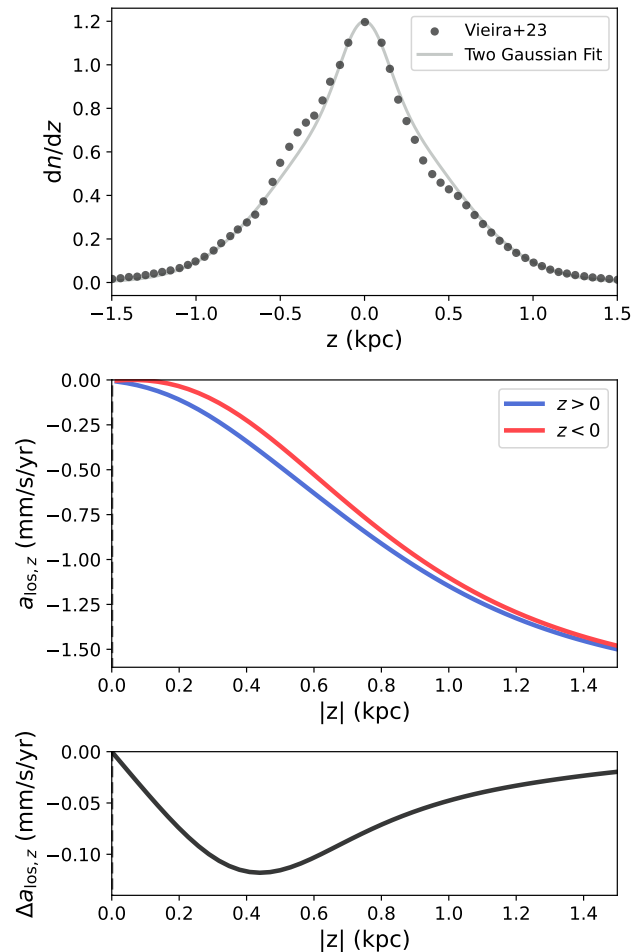 1.2
1.0
0.8
0.6
0.4
0.2
0.0
dn/dz
Vieira+23
Two Gaussian Fit
−1.5 −1.0 −0.5 0.0 0.5 1.0 1.5
z (kpc)
0.00
−0.25
−0.50
−0.75
−1.00
−1.25
−1.50
a_los, z (mm/s/yr)
z > 0
z < 0
0.0 0.2 0.4 0.6 0.8 1.0 1.2 1.4
|z| (kpc)
0.00
−0.05
−0.10
Δa_los, z (mm/s/yr)
0.0 0.2 0.4 0.6 0.8 1.0 1.2 1.4
|z| (kpc)